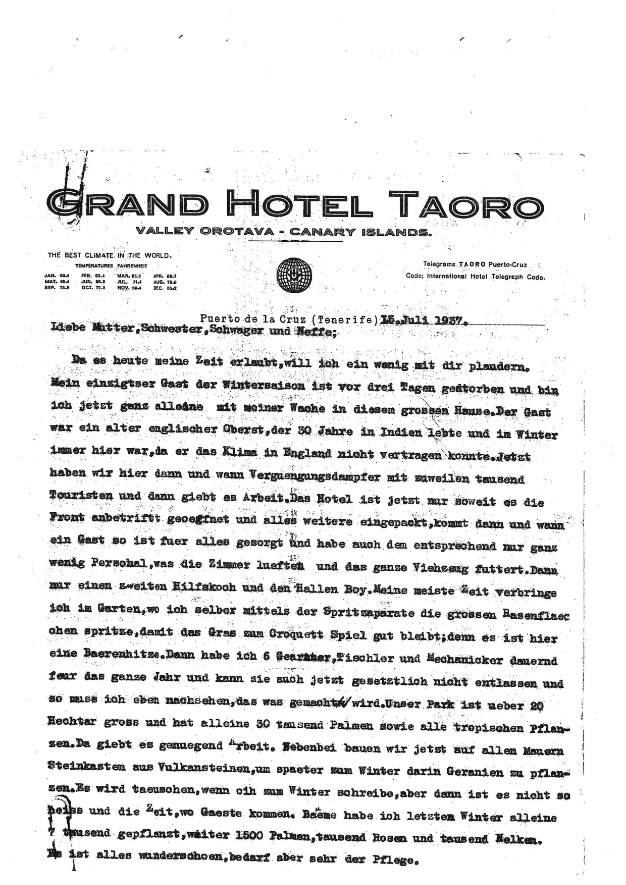 GRAND HOTEL TAORO
VALLEY OROTAVA - CANARY ISLANDS.
THE BEST CLIMATE IN THE WORLD.
TEMPERATURES FAHRENHEIT
Telegrams TAORO Puerto-Cruz
Code; International Hotel Telegraph Code.
Puerto de la Cruz (Tenerife) 15.Juli 1937.
Liebe Mutter,Schwester,Schwager und Neffe;
Da es heute meine Zeit erlaubt,will ich ein wenig mit dir plaudern.
Mein einzigtser Gast der Wintersaison ist vor drei Tagen gestorben und bin
ich jetzt ganz alleine mit meiner Wache in diesem grossen Hause.Der Gast
war ein alter englischer Oberst,der 30 Jahre in Indien lebte und im Winter
immer hier war,da er das Klima in England nicht vertragen konnte.Jetzt
haben wir hier dann und wann Verguengungsdampfer mit zuweilen tausend
Touristen und dann giebt es Arbeit.Das Hotel ist jetzt nur soweit es die
Front anbetrifft geoeffnet und alles weitere eingepackt,kommt dann und wann
ein Gast so ist fuer alles gesorgt und habe auch dem entsprechend nur ganz
wenig Personal,was die Zimmer lueften und das ganze Viehzeug futtert.Dann
nur einen zweiten Hilfskoch und den Hallen Boy.Meine meiste Zeit verbringe
ich im Garten,wo ich selber mittels der Spritzaparate die grossen Rasenflaec
chen spritze,damit das Gras zum Croquett Spiel gut bleibt;denn es ist hier
eine Baerenhitze.Dann habe ich 6 Gaertner,Tischler und Mechanicker dauernd
feur das ganze Jahr und kann sie auch jetzt gesetztlich nicht entlassen und
so muss ich eben nachsehen,das was gemacht wird.Unser Park ist ueber 20
Hechtar gross und hat alleine 30 tausend Palmen sowie alle tropischen Pflan-
zen.Da giebt es genuegend Arbeit. Nebenbei bauen wir jetzt auf allen Mauern
Steinkasten aus Vulkansteinen,um spaeter zum Winter darin Geranien zu pflan-
zen.Es wird taeuschen,wenn cih zum Winter schreibe,aber dann ist es nicht so
heiss und die Zeit,wo Gaeste kommen. Baeme habe ich letzten Winter alleine
7 tausend gepflanzt,weiter 1500 Palmen,tausend Rosen und tausend Nelken.
Es ist alles wunderschoen,bedarf aber sehr der Pflege.